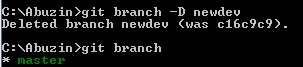 C:\Abuzin>git branch -D newdev
Deleted branch newdev (was c16c9c9).
C:\Abuzin>git branch
* master